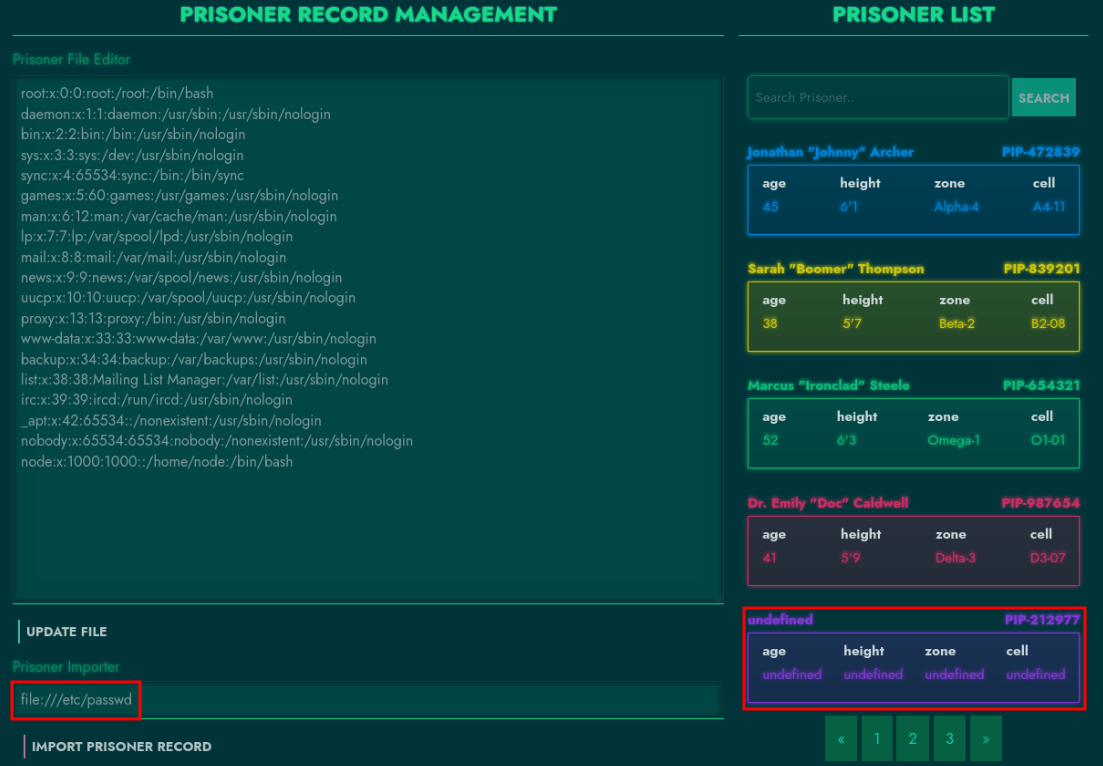 PRISONER RECORD MANAGEMENT
Prisoner File Editor
root:x:0:0:root:/root:/bin/bash
daemon:x:1:1:daemon:/usr/sbin:/usr/sbin/nologin
bin:x:2:2:bin:/bin:/usr/sbin/nologin
sys:x:3:3:sys:/dev:/usr/sbin/nologin
sync:x:4:65534:sync:/bin:/bin/sync
games:x:5:60:games:/usr/games:/usr/sbin/nologin
man:x:6:12:man:/var/cache/man:/usr/sbin/nologin
lp:x:7:7:lp:/var/spool/lpd:/usr/sbin/nologin
mail:x:8:8:mail:/var/mail:/usr/sbin/nologin
news:x:9:9:news:/var/spool/news:/usr/sbin/nologin
uucp:x:10:10:uucp:/var/spool/uucp:/usr/sbin/nologin
proxy:x:13:13:proxy:/bin:/usr/sbin/nologin
www-data:x:33:33:www-data:/var/www:/usr/sbin/nologin
backup:x:34:34:backup:/var/backups:/usr/sbin/nologin
list:x:38:38:Mailing List Manager:/var/list:/usr/sbin/nologin
irc:x:39:39:ircd:/run/ircd:/usr/sbin/nologin
_apt:x:42:65534::/nonexistent:/usr/sbin/nologin
nobody:x:65534:65534:nobody:/nonexistent:/usr/sbin/nologin
node:x:1000:1000::/home/node:/bin/bash
UPDATE FILE
Prisoner Importer
file:///etc/passwd
IMPORT PRISONER RECORD
PRISONER LIST
Search Prisoner.. SEARCH
Jonathan "Johnny" Archer PIP-472839
age height zone cell
45 6'1 Alpha-4 A4-11
Sarah "Boomer" Thompson PIP-839201
age height zone cell
38 5'7 Beta-2 B2-08
Marcus "Ironclad" Steele PIP-654321
age height zone cell
52 6'3 Omega-1 O1-01
Dr. Emily "Doc" Caldwell PIP-987654
age height zone cell
41 5'9 Delta-3 D3-07
undefined PIP-212977
age height zone cell
undefined undefined undefined undefined
« 1 2 3 »